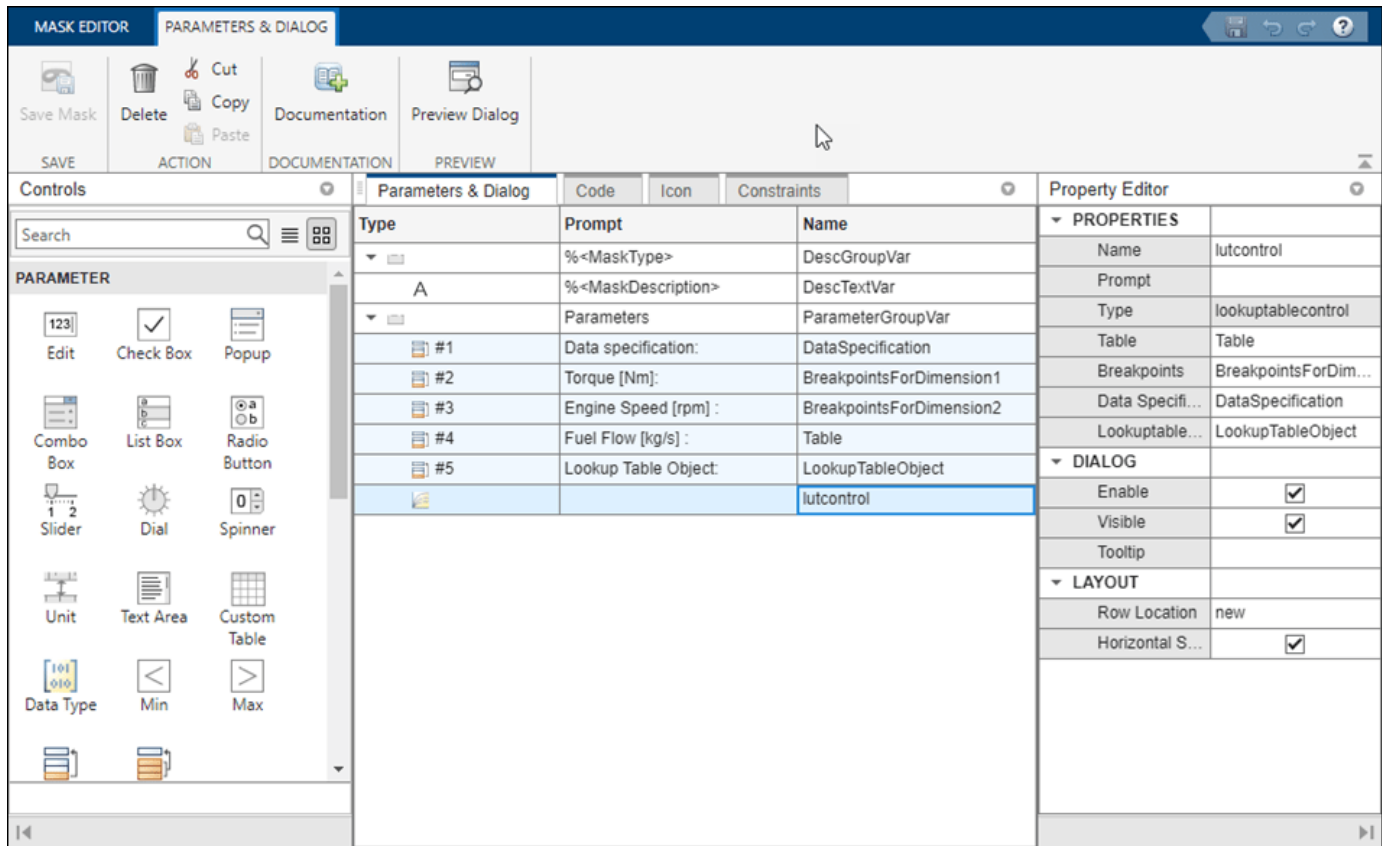 MASK EDITOR PARAMETERS & DIALOG ?
Save Mask Delete Cut Copy Paste Documentation Preview Dialog
SAVE ACTION DOCUMENTATION PREVIEW
Controls
Search
PARAMETER
123 Edit Check Box Popup
Combo Box a b c List Box a b Radio Button
1 2 Slider Dial 0 Spinner
Unit Text Area Custom Table
101 010 Data Type < Min > Max
Parameters & Dialog Code Icon Constraints
Type Prompt Name
%<MaskType> DescGroupVar
A %<MaskDescription> DescTextVar
Parameters ParameterGroupVar
#1 Data specification: DataSpecification
#2 Torque [Nm]: BreakpointsForDimension1
#3 Engine Speed [rpm] : BreakpointsForDimension2
#4 Fuel Flow [kg/s] : Table
#5 Lookup Table Object: LookupTableObject
lutcontrol
Property Editor
PROPERTIES
Name lutcontrol
Prompt
Type lookuptablecontrol
Table Table
Breakpoints BreakpointsForDim...
Data Specifi... DataSpecification
Lookuptable... LookupTableObject
DIALOG
Enable
Visible
Tooltip
LAYOUT
Row Location new
Horizontal S...